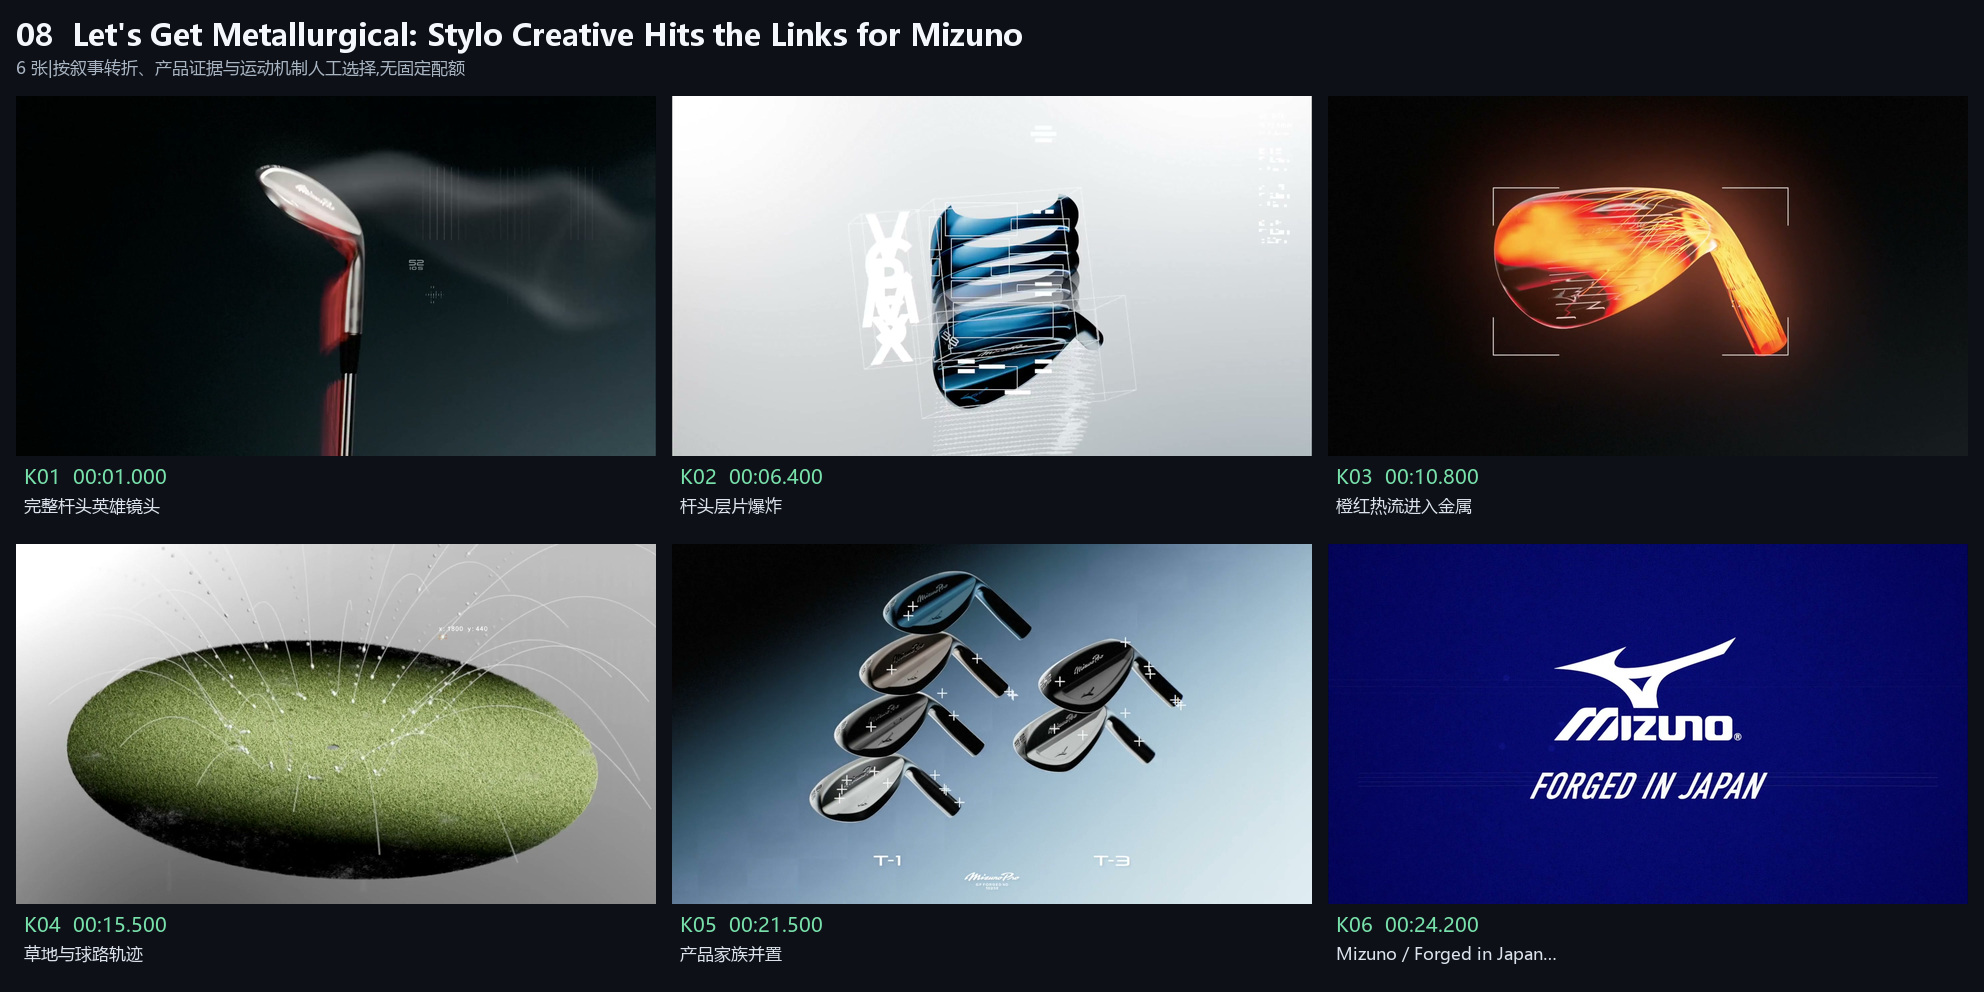 08 Let's Get Metallurgical: Stylo Creative Hits the Links for Mizuno
6 张|按叙事转折、产品证据与运动机制人工选择,无固定配额
52
K01 00:01.000
完整杆头英雄镜头
K02 00:06.400
杆头层片爆炸
K03 00:10.800
橙红热流进入金属
x:1800 y:440
K04 00:15.500
草地与球路轨迹
T-1
T-3
Mizuno Pro
K05 00:21.500
产品家族并置
MIZUNO®
FORGED IN JAPAN
K06 00:24.200
Mizuno / Forged in Japan...